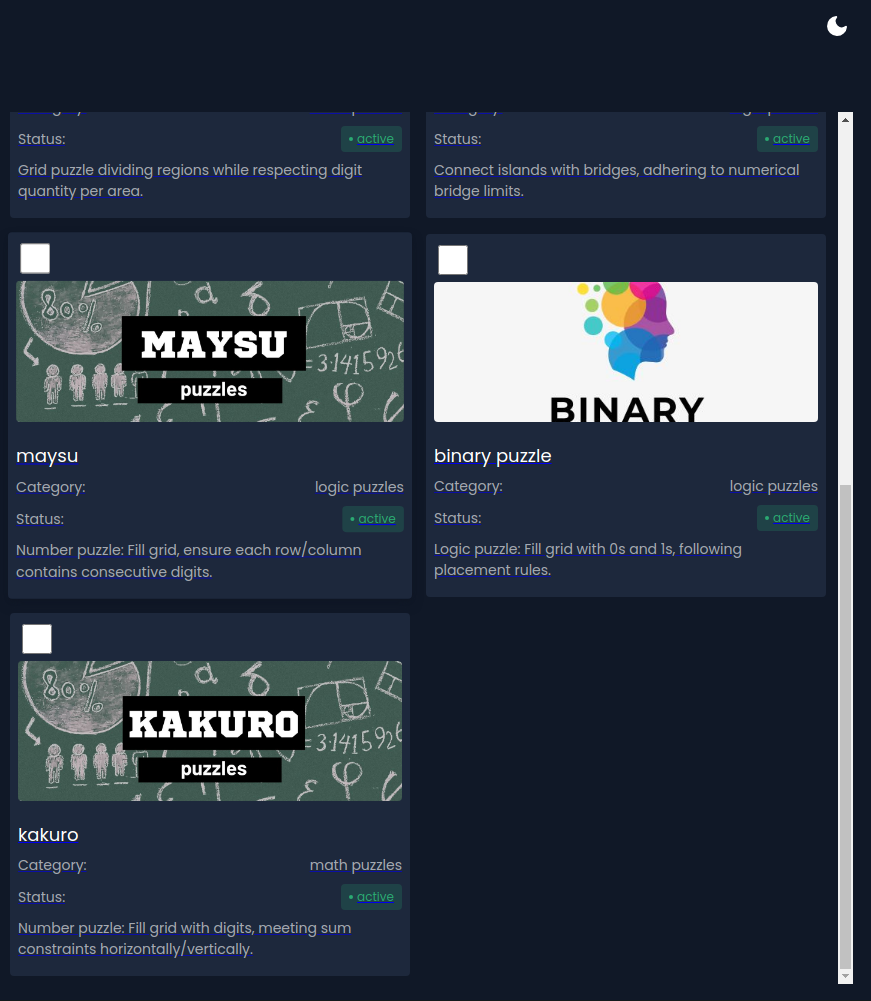 Status:
• active
Grid puzzle dividing regions while respecting digit
quantity per area.
Status:
• active
Connect islands with bridges, adhering to numerical
bridge limits.
80%
MAYSU
=3.1415926
puzzles
φ
maysu
Category:
logic puzzles
Status:
• active
Number puzzle: Fill grid, ensure each row/column
contains consecutive digits.
BINARY
binary puzzle
Category:
logic puzzles
Status:
• active
Logic puzzle: Fill grid with 0s and 1s, following
placement rules.
80%
KAKURO
=3.1415926
puzzles
φ
kakuro
Category:
math puzzles
Status:
• active
Number puzzle: Fill grid with digits, meeting sum
constraints horizontally/vertically.